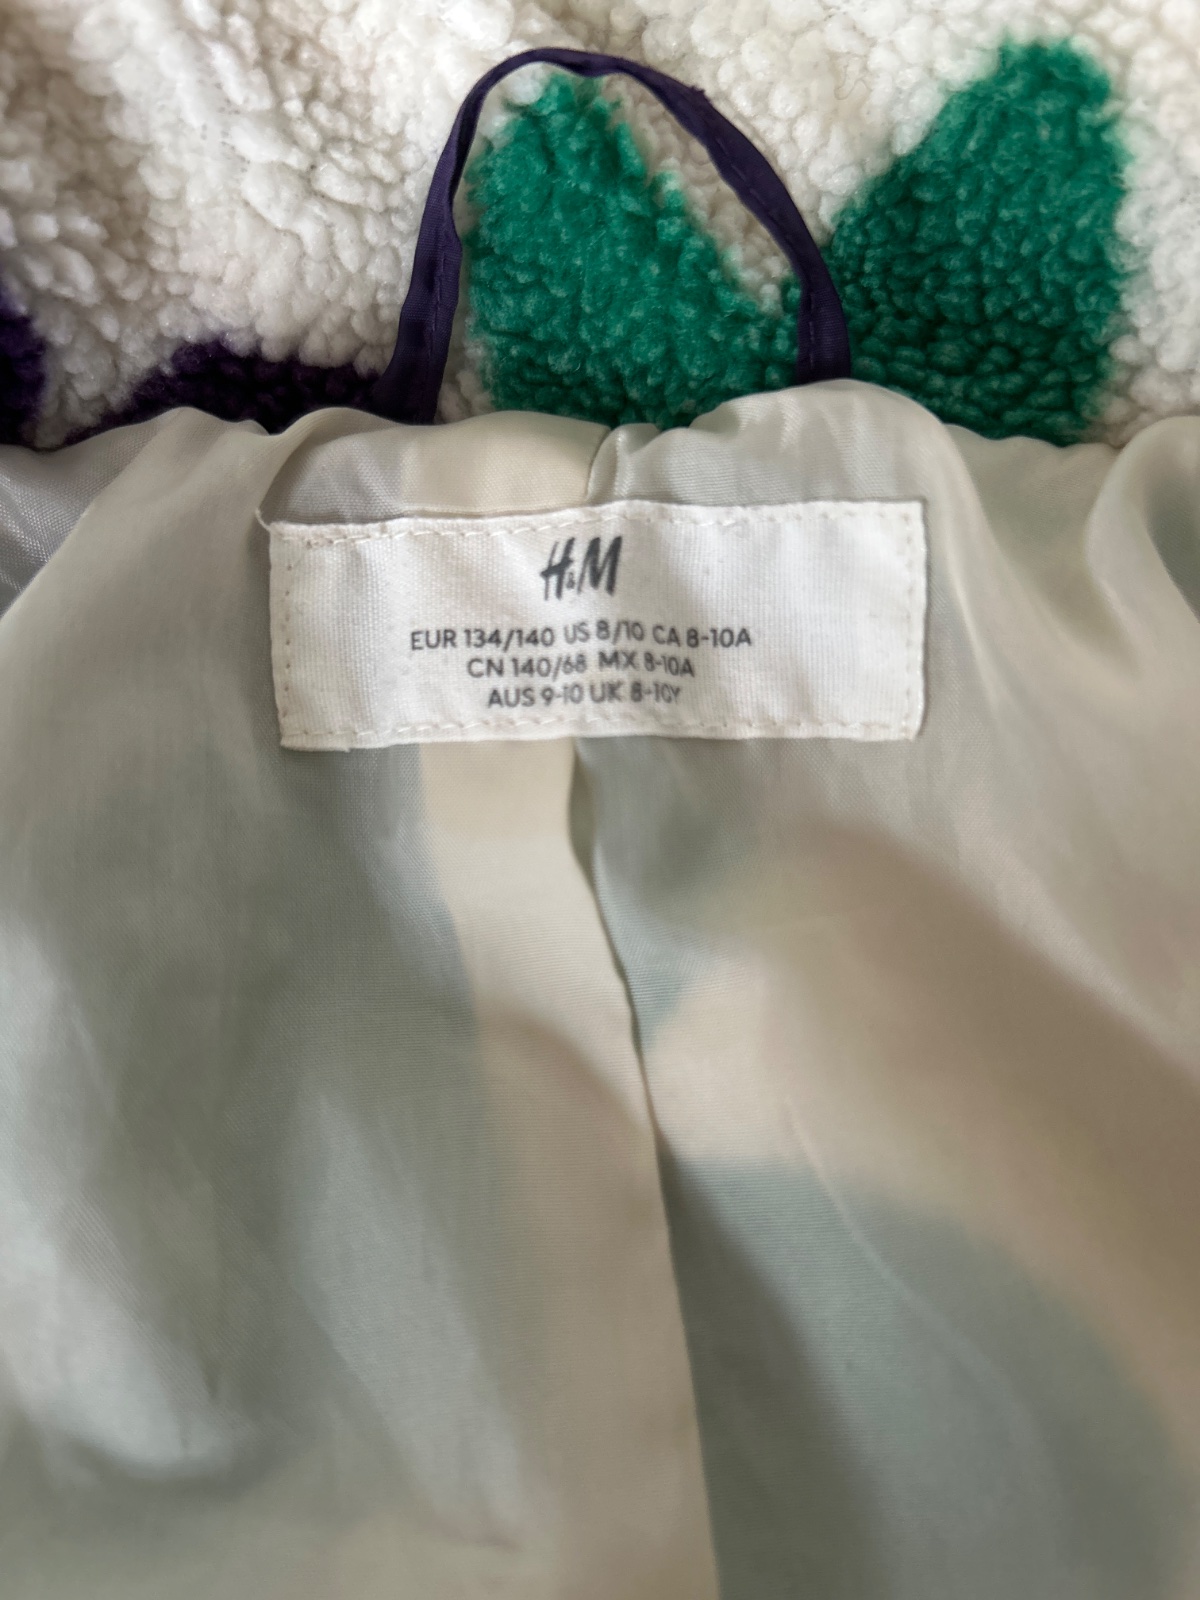 H&M
EUR 134/140 US 8/10 CA 8-10A
CN 140/68 MX 8-10A
AUS 9-10 UK 8-10Y